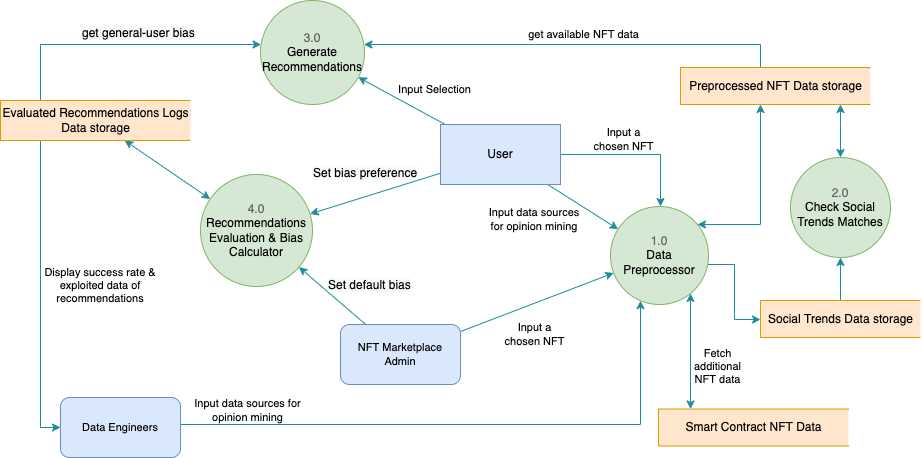 get general-user bias
3.0
Generate
Recommendations
get available NFT data
Preprocessed NFT Data storage
Input Selection
Evaluated Recommendations Logs
Data storage
User
Input a
chosen NFT
Set bias preference
4.0
Recommendations
Evaluation & Bias
Calculator
Input data sources
for opinion mining
2.0
Check Social
Trends Matches
1.0
Data
Preprocessor
Display success rate &
exploited data of
recommendations
Set default bias
Social Trends Data storage
NFT Marketplace
Admin
Input a
chosen NFT
Fetch
additional
NFT data
Data Engineers
Input data sources for
opinion mining
Smart Contract NFT Data